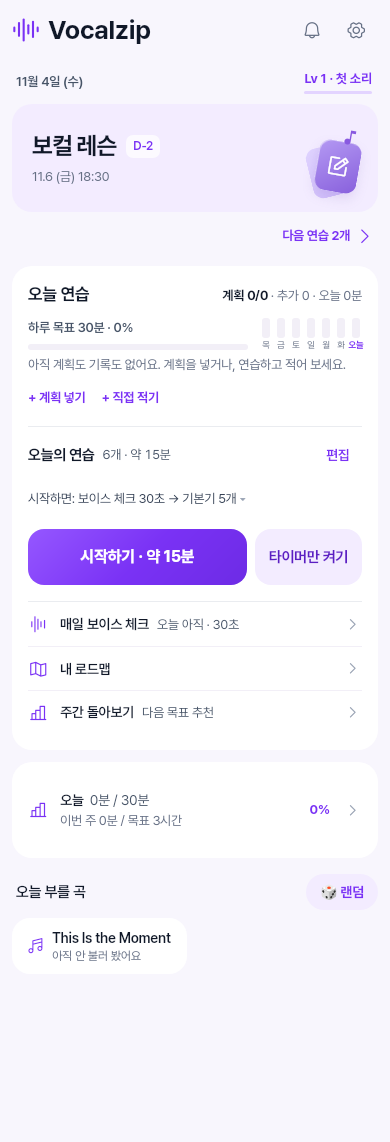 Vocalzip
11월 4일 (수)
Lv 1 · 첫 소리
보컬 레슨 D-2
11.6 (금) 18:30
다음 연습 2개
오늘 연습
계획 0/0 · 추가 0 · 오늘 0분
하루 목표 30분 · 0%
목 금 토 일 월 화 오늘
아직 계획도 기록도 없어요. 계획을 넣거나, 연습하고 적어 보세요.
+ 계획 넣기 + 직접 적기
오늘의 연습 6개 · 약 15분 편집
시작하면: 보이스 체크 30초 → 기본기 5개
시작하기 · 약 15분
타이머만 켜기
매일 보이스 체크 오늘 아직 · 30초
내 로드맵
주간 돌아보기 다음 목표 추천
오늘 0분 / 30분
0%
이번 주 0분 / 목표 3시간
오늘 부를 곡
랜덤
This Is the Moment
아직 안 불러 봤어요